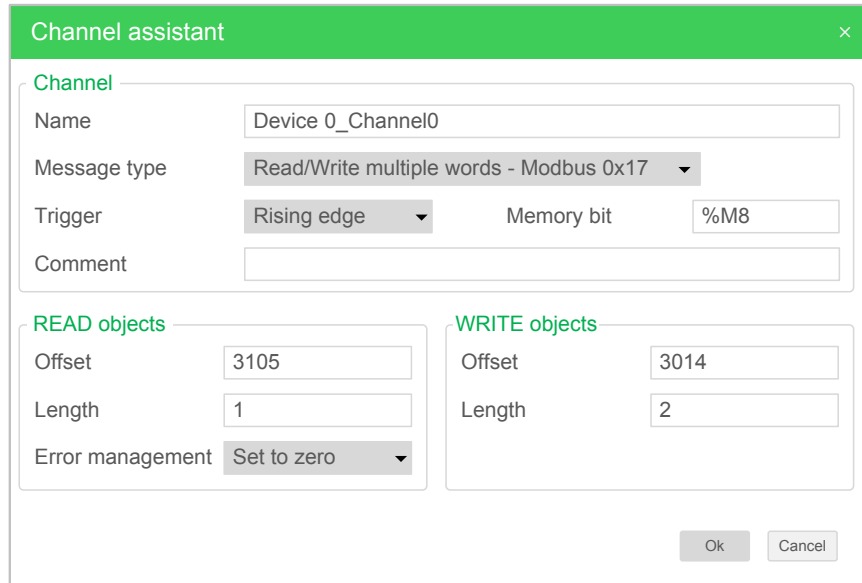 Channel assistant ×
Channel
Name Device 0_Channel0
Message type Read/Write multiple words - Modbus 0x17
Trigger Rising edge Memory bit %M8
Comment
READ objects
Offset 3105
Length 1
Error management Set to zero
WRITE objects
Offset 3014
Length 2
Ok Cancel